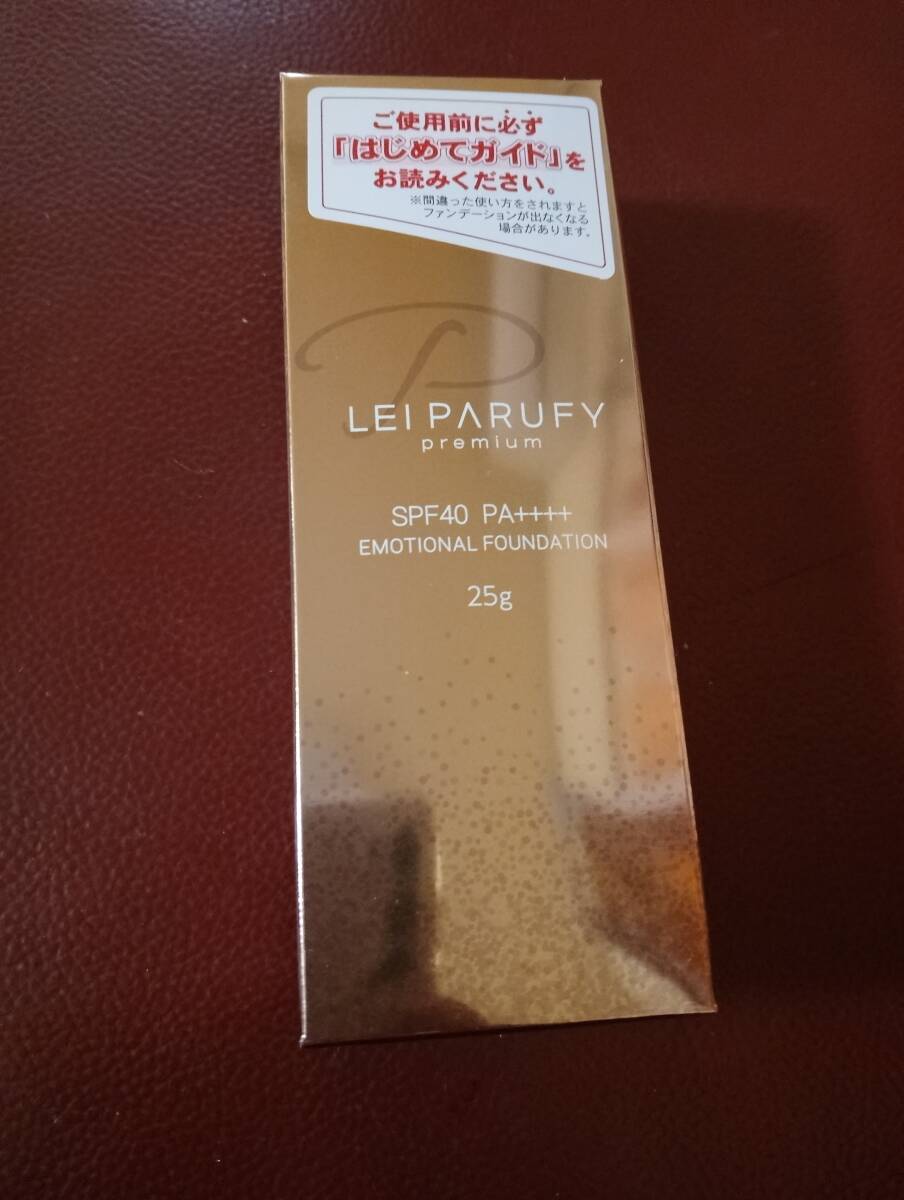 ご使用前に必ず
「はじめてガイド」を
お読みください。
※間違った使い方をされますと
ファンデーションが出なくなる
場合があります。
P
LEI PARUFY
premium
SPF40 PA++++
EMOTIONAL FOUNDATION
25g